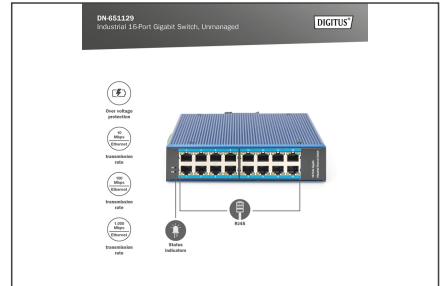 DN-651129
Industrial 16-Port Gigabit Switch, Unmanaged
DIGITUS®
Over voltage
protection
10
Mbps
Ethernet
transmission
rate
100
Mbps
Ethernet
transmission
rate
1.000
Mbps
Ethernet
transmission
rate
RJ45
Status
indicators